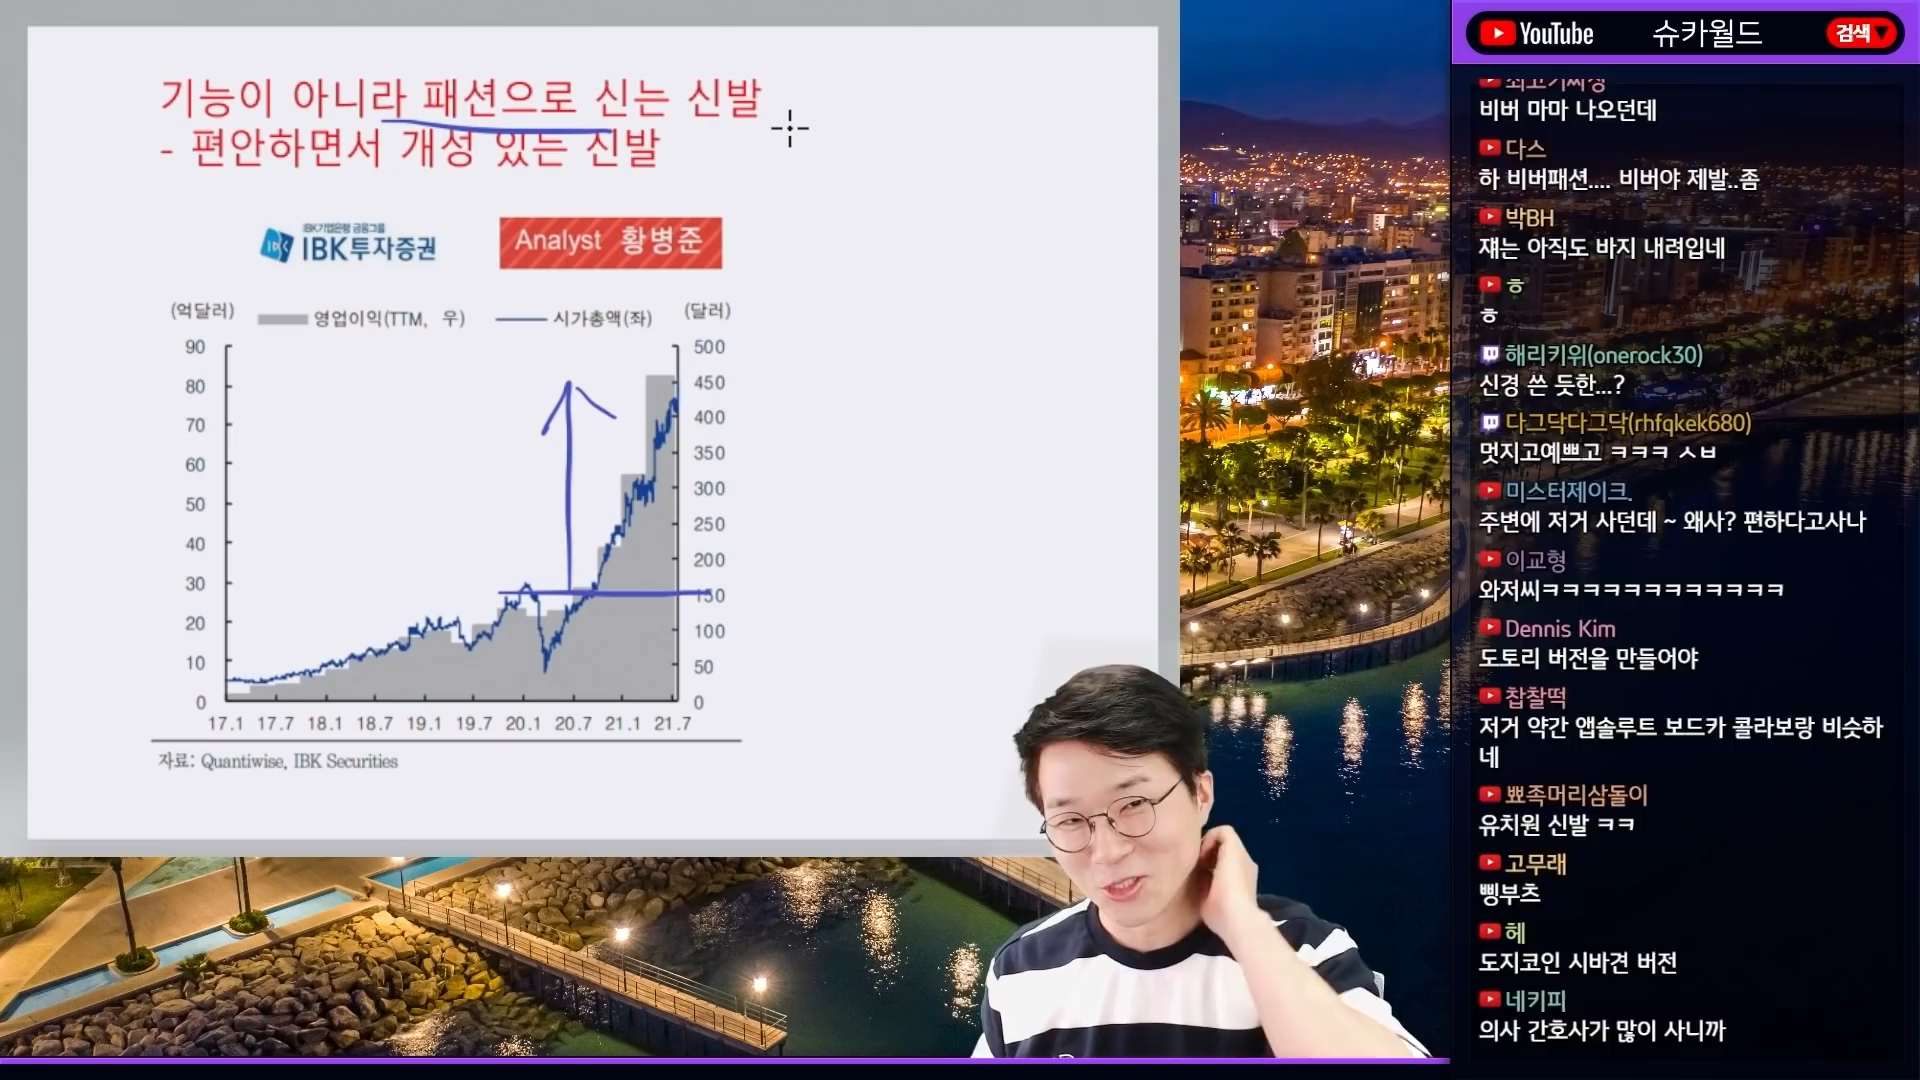 기능이 아니라 패션으로 신는 신발
- 편안하면서 개성 있는 신발
IBK기업은행 금융그룹
IBK투자증권
Analyst 황병준
(억달러)
영업이익(TTM, 우)
시가총액(좌)
(달러)
90
80
70
60
50
40
30
20
10
0
500
450
400
350
300
250
200
150
100
50
0
17.1 17.7 18.1 18.7 19.1 19.7 20.1 20.7 21.1 21.7
자료: Quantiwise, IBK Securities
YouTube 슈카월드 검색▼
비버 마마 나오던데
다스
하 비버패션.... 비버야 제발..좀
박BH
쟤는 아직도 바지 내려입네
ㅎ
ㅎ
해리키위(onerock30)
신경 쓴 듯한...?
다그닥다그닥(rhfqkek680)
멋지고예쁘고 ㅋㅋㅋ ㅅㅂ
미스터제이크.
주변에 저거 사던데 ~ 왜사? 편하다고사나
이교형
와저씨ㅋㅋㅋㅋㅋㅋㅋㅋㅋㅋㅋㅋ
Dennis Kim
도토리 버전을 만들어야
찹찰떡
저거 약간 앱솔루트 보드카 콜라보랑 비슷하
네
뾰족머리삼돌이
유치원 신발 ㅋㅋ
고무래
삥부츠
헤
도지코인 시바견 버전
네키피
의사 간호사가 많이 사니까